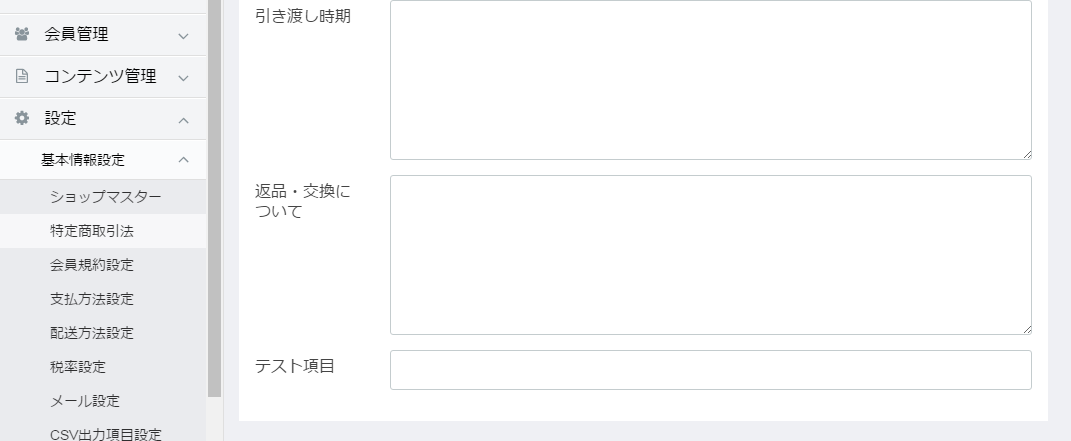 会員管理
コンテンツ管理
設定
基本情報設定
ショップマスター
特定商取引法
会員規約設定
支払方法設定
配送方法設定
税率設定
メール設定
CSV出力項目設定
引き渡し時期
返品・交換に
ついて
テスト項目